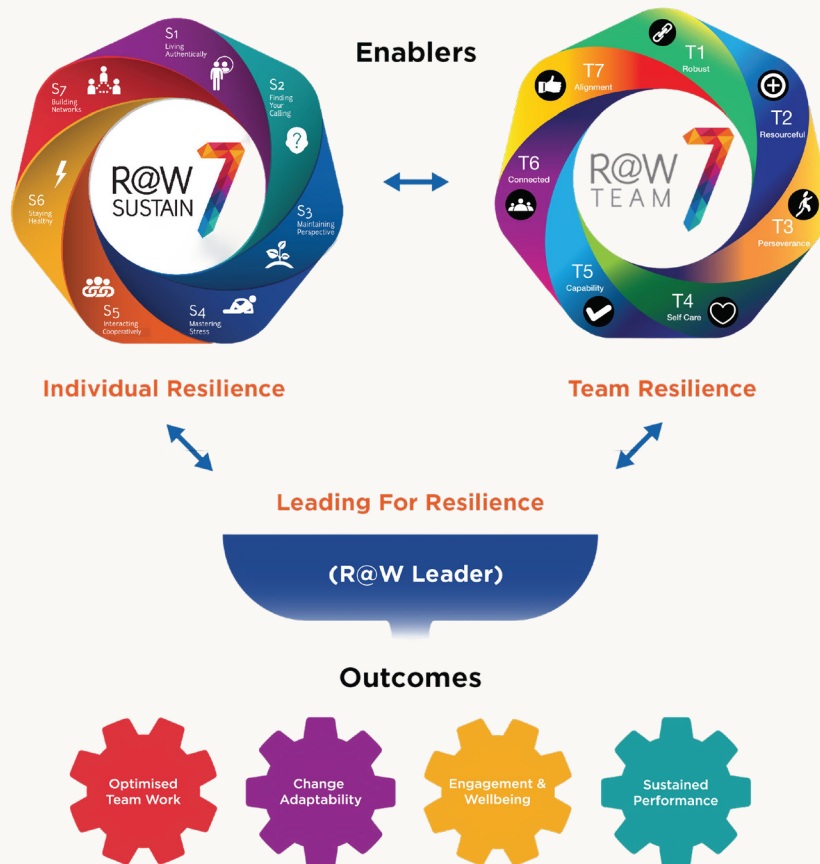 Enablers
S1
Living
Authentically
S2
Finding
Your
Calling
S3
Maintaining
Perspective
S4
Mastering
Stress
S5
Interacting
Cooperatively
S6
Staying
Healthy
S7
Building
Networks
R@W
SUSTAIN
7
T1
Robust
T2
Resourceful
T3
Perseverance
T4
Self Care
T5
Capability
T6
Connected
T7
Alignment
R@W
TEAM
7
Individual Resilience
Team Resilience
Leading For Resilience
(R@W Leader)
Outcomes
Optimised
Team Work
Change
Adaptability
Engagement &
Wellbeing
Sustained
Performance